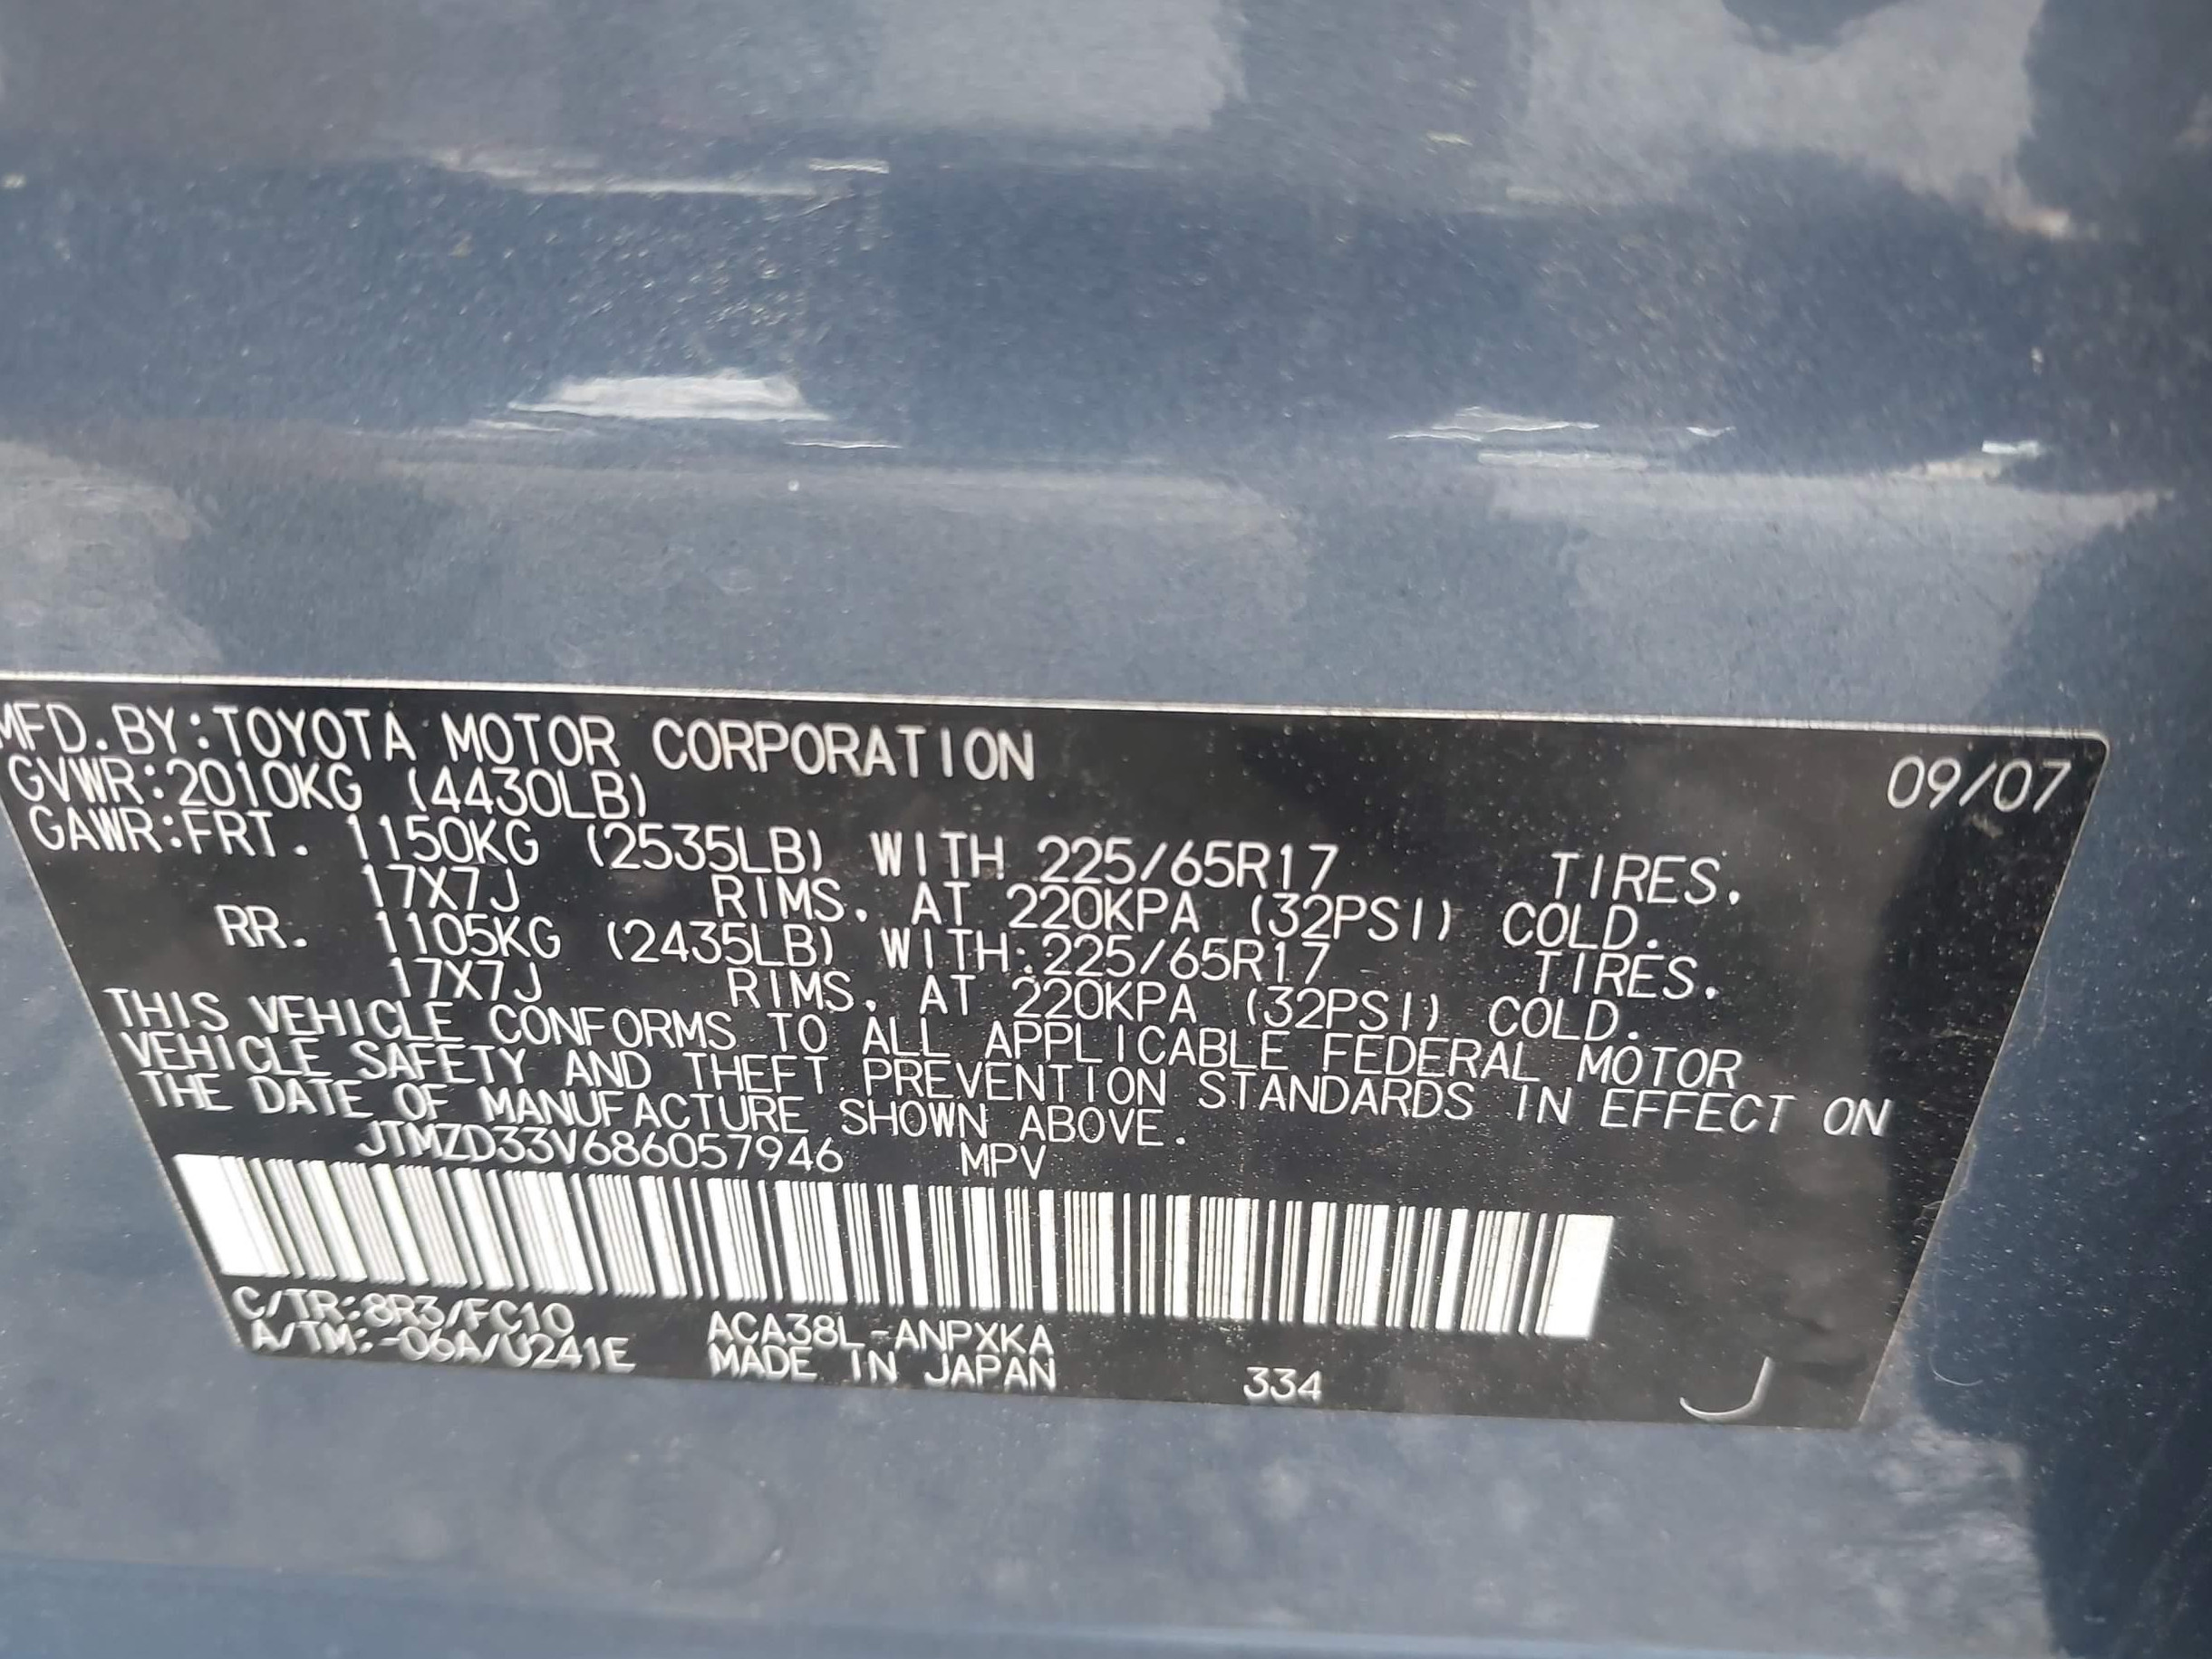 MFD.BY:TOYOTA MOTOR CORPORATION 09/07
GVWR:2010KG (4430LB)
GAWR:FRT. 1150KG (2535LB) WITH 225/65R17 TIRES,
17X7J RIMS, AT 220KPA (32PSI) COLD.
RR. 1105KG (2435LB) WITH 225/65R17 TIRES,
17X7J RIMS, AT 220KPA (32PSI) COLD.
THIS VEHICLE CONFORMS TO ALL APPLICABLE FEDERAL MOTOR
VEHICLE SAFETY AND THEFT PREVENTION STANDARDS IN EFFECT ON
THE DATE OF MANUFACTURE SHOWN ABOVE.
JTMZD33V686057946 MPV
C/TR:8R3/FC10 ACA38L-ANPXKA
A/TM:-06A/U241E MADE IN JAPAN 334 J